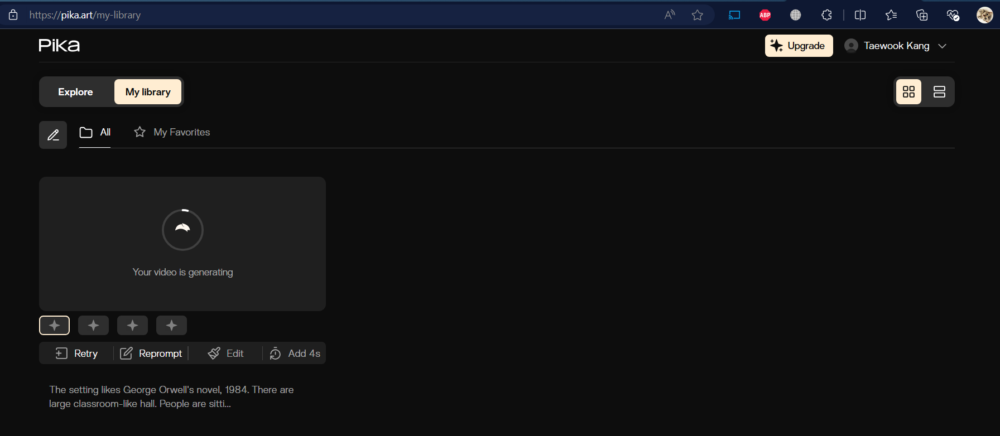 https://pika.art/my-library
A
ABP
Pika
Upgrade
Taewook Kang
Explore
My library
All
My Favorites
Your video is generating
Retry
Reprompt
Edit
Add 4s
The setting likes George Orwell's novel, 1984. There are
large classroom-like hall. People are sitti...